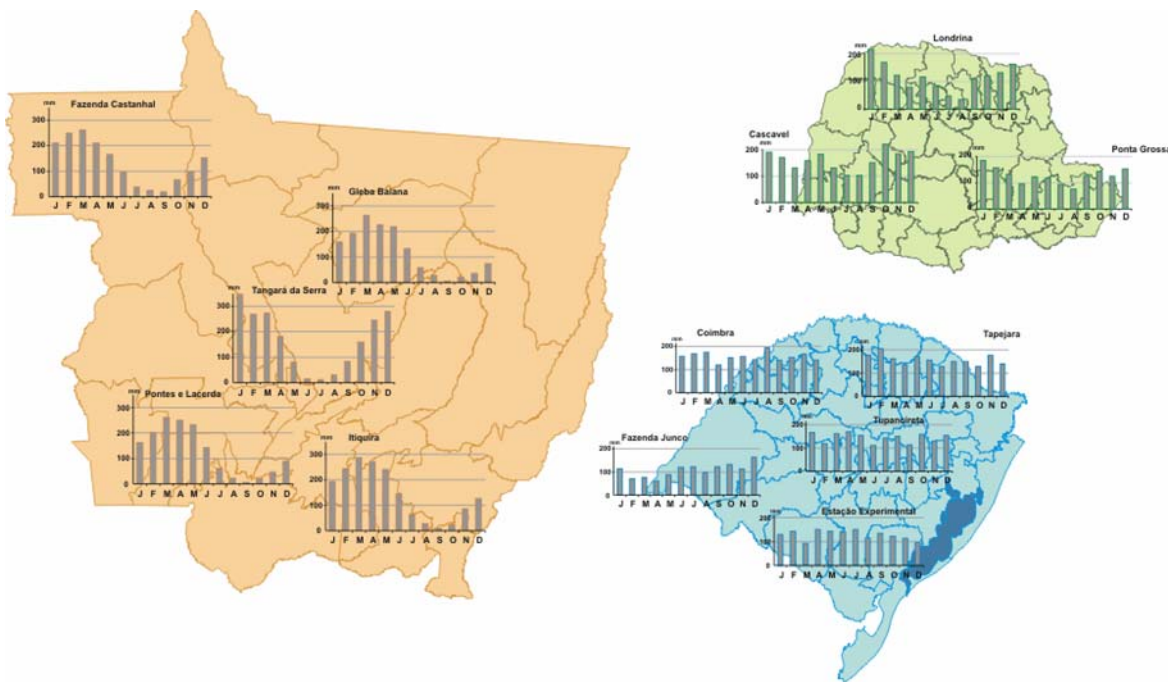 Fazenda Castanhal
mm
300
200
100
0
J F M A M J J A S O N D
Gleba Baiana
mm
300
200
100
0
J F M A M J J A S O N D
Tangará da Serra
mm
300
200
100
0
J F M A M J J A S O N D
Pontes e Lacerda
mm
300
200
100
0
J F M A M J J A S O N D
Itiquira
mm
300
200
100
0
J F M A M J J A S O N D
Londrina
mm
200
100
0
J F M A M J J A S O N D
Cascavel
mm
200
100
0
J F M A M J J A S O N D
Ponta Grossa
mm
200
100
0
J F M A M J J A S O N D
Coimbra
mm
200
100
0
J F M A M J J A S O N D
Tapejara
mm
200
100
0
J F M A M J J A S O N D
Tupancireta
mm
200
100
0
J F M A M J J A S O N D
Fazenda Junco
mm
200
100
0
J F M A M J J A S O N D
Estação Experimental
mm
200
100
0
J F M A M J J A S O N D